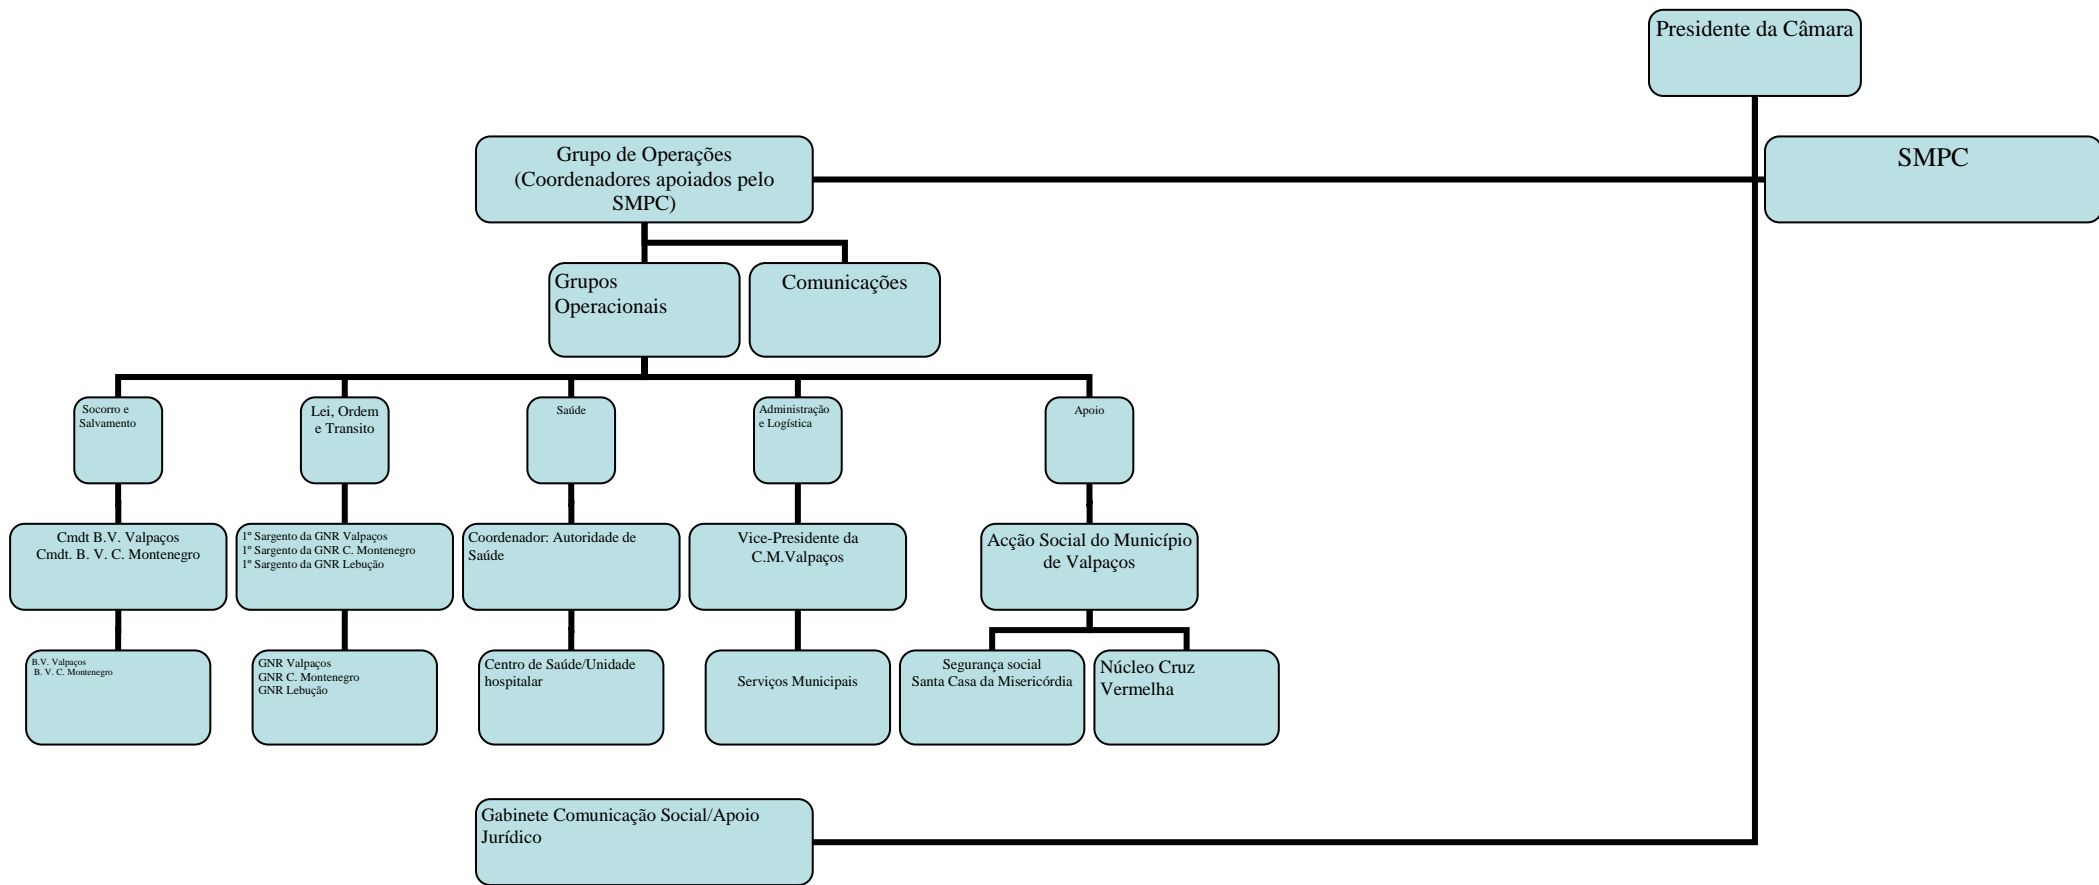 Presidente da Câmara
Grupo de Operações
(Coordenadores apoiados pelo
SMPC)
SMPC
Grupos
Operacionais
Comunicações
Socorro e
Salvamento
Lei, Ordem
e Transito
Saúde
Administração
e Logística
Apoio
Cmdt B.V. Valpaços
Cmdt. B. V. C. Montenegro
1º Sargento da GNR Valpaços
1º Sargento da GNR C. Montenegro
1º Sargento da GNR Lebução
Coordenador: Autoridade de
Saúde
Vice-Presidente da
C.M.Valpaços
Acção Social do Município
de Valpaços
B.V. Valpaços
B. V. C. Montenegro
GNR Valpaços
GNR C. Montenegro
GNR Lebução
Centro de Saúde/Unidade
hospitalar
Serviços Municipais
Segurança social
Santa Casa da Misericórdia
Núcleo Cruz
Vermelha
Gabinete Comunicação Social/Apoio
Jurídico